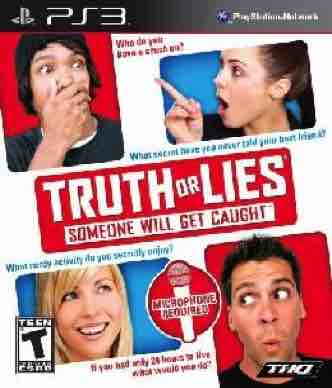 PS3
PlayStation Network
Who do you
have a crush on?
What secret have you never told your best friend?
TRUTH OR LIES
SOMEONE WILL GET CAUGHT
What nerdy activity do you secretly enjoy?
MICROPHONE
REQUIRED
TEEN
T
ESRB
If you had only 24 hours to live
what would you do?
THQ